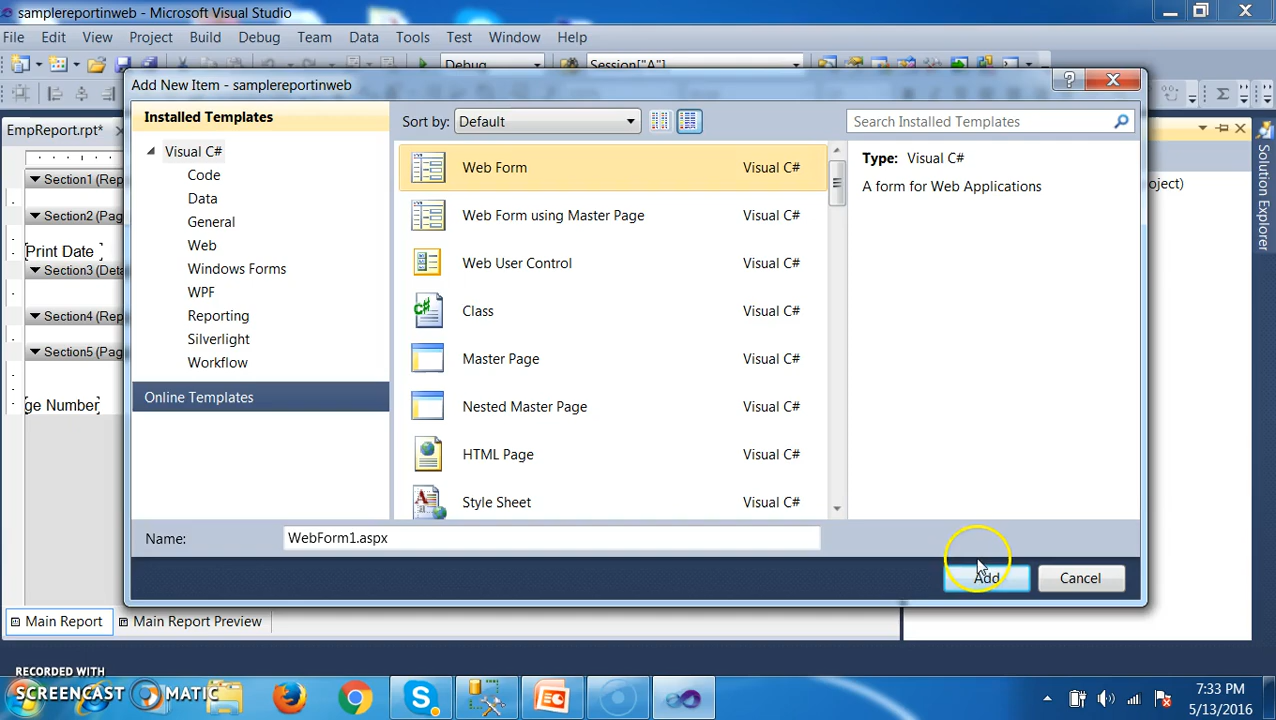 samplereportinweb - Microsoft Visual Studio
File Edit View Project Build Debug Team Data Tools Test Window Help
Debug Session["A")
Add New Item - samplereportinweb
EmpReport.rpt*
Section1 (Rep
Section2 (Pag
Print Date
Section3 (Deta
Section4 (Rep
Section5 (Pag
ge Number
Installed Templates
Visual C#
Code
Data
General
Web
Windows Forms
WPF
Reporting
Silverlight
Workflow
Online Templates
Sort by: Default
Search Installed Templates
Web Form Visual C#
Web Form using Master Page Visual C#
Web User Control Visual C#
Class Visual C#
Master Page Visual C#
Nested Master Page Visual C#
HTML Page Visual C#
Style Sheet Visual C#
Type: Visual C#
A form for Web Applications
oject)
Solution Explorer
Name: WebForm1.aspx
Add Cancel
Main Report Main Report Preview
RECORDED WITH
SCREENCAST MATIC
7:33 PM
5/13/2016